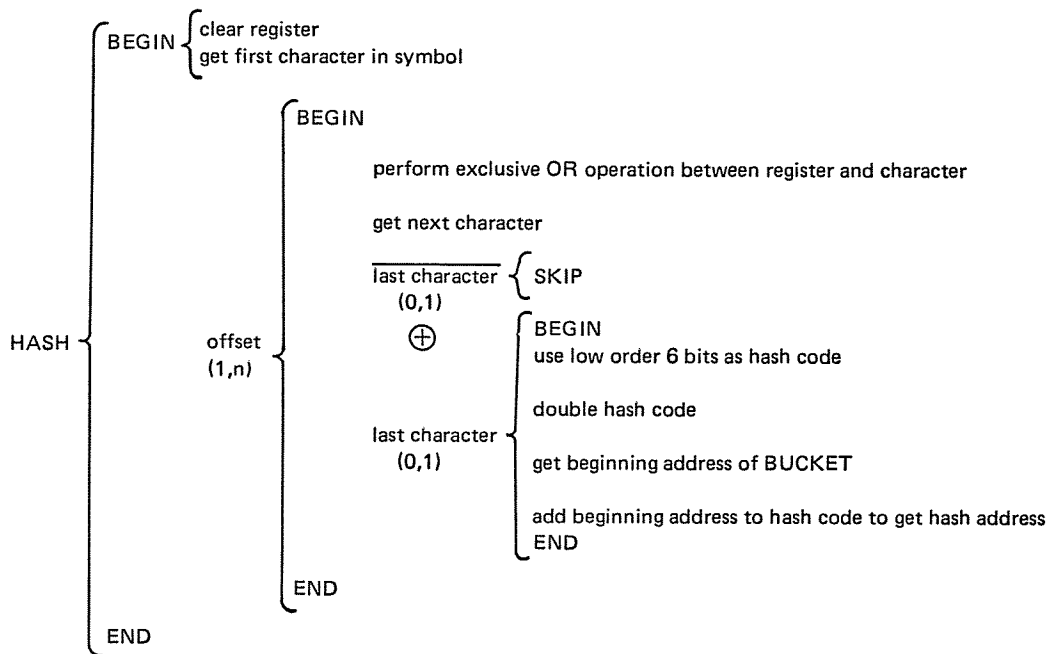 BEGIN
clear register
get first character in symbol
BEGIN
perform exclusive OR operation between register and character
get next character
last character
(0,1)
SKIP
⊕
HASH
offset
(1,n)
BEGIN
use low order 6 bits as hash code
double hash code
last character
(0,1)
get beginning address of BUCKET
add beginning address to hash code to get hash address
END
END
END